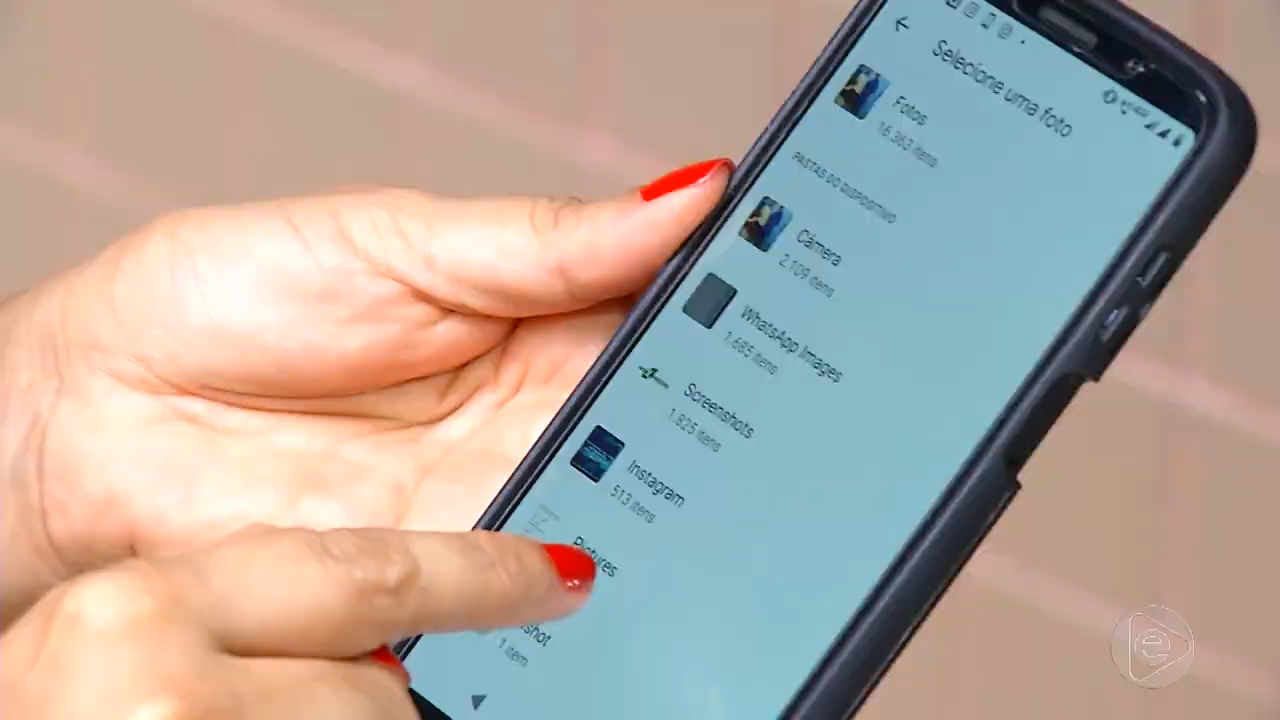 Selecione uma foto
Fotos
16.363 itens
PASTAS DO DISPOSITIVO
Câmera
2.109 itens
WhatsApp Images
1.685 itens
Screenshots
1.825 itens
Instagram
513 itens
Pictures
shot
1 item
e